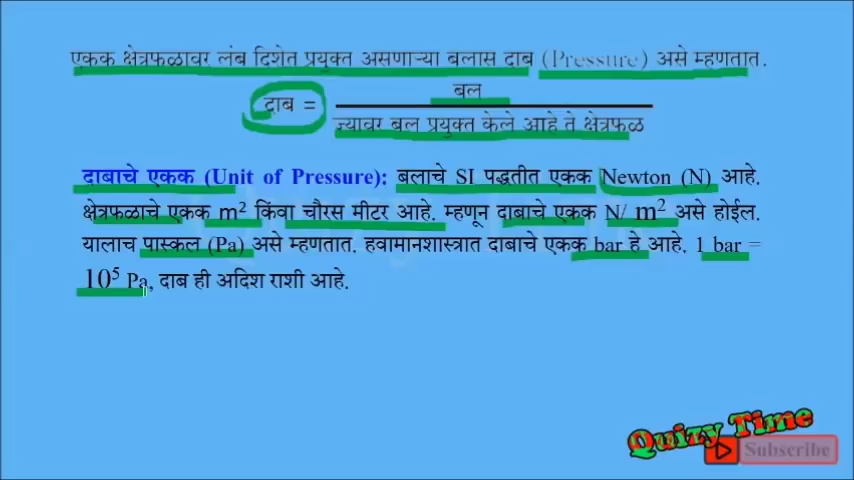 एकक क्षेत्रफळावर लंब दिशेत प्रयुक्त असणाऱ्या बलास दाब (Pressure) असे म्हणतात.
दाब = बल
ज्यावर बल प्रयुक्त केले आहे ते क्षेत्रफळ
दाबाचे एकक (Unit of Pressure): बलाचे SI पद्धतीत एकक Newton (N) आहे.
क्षेत्रफळाचे एकक m² किंवा चौरस मीटर आहे. म्हणून दाबाचे एकक N/ m² असे होईल.
यालाच पास्कल (Pa) असे म्हणतात. हवामानशास्त्रात दाबाचे एकक bar हे आहे. 1 bar =
10⁵ Pa, दाब ही अदिश राशी आहे.
Quizy Time
Subscribe